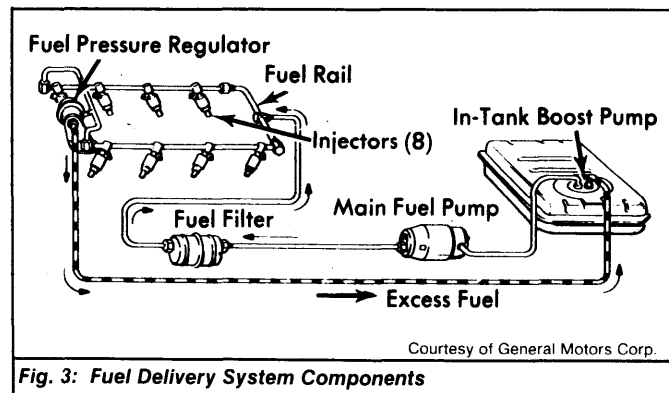 Fuel Pressure Regulator
Fuel Rail
In-Tank Boost Pump
Injectors (8)
Fuel Filter
Main Fuel Pump
Excess Fuel
Courtesy of General Motors Corp.
Fig. 3: Fuel Delivery System Components